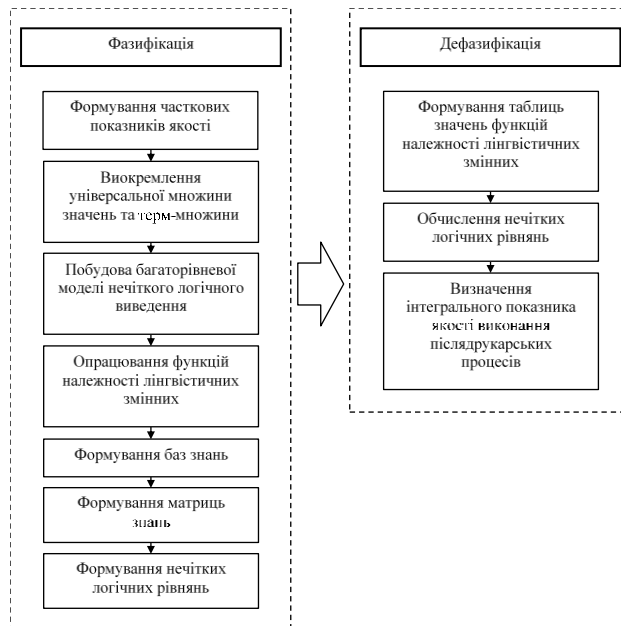 Фазифікація
Формування часткових
показників якості
Виокремлення
універсальної множини
значень та терм-множини
Побудова багаторівневої
моделі нечіткого логічного
виведення
Опрацювання функцій
належності лінгвістичних
змінних
Формування баз знань
Формування матриць
знань
Формування нечітких
логічних рівнянь
Дефазифікація
Формування таблиць
значень функцій
належності лінгвістичних
змінних
Обчислення нечітких
логічних рівнянь
Визначення
інтегрального показника
якості виконання
післядрукарських
процесів